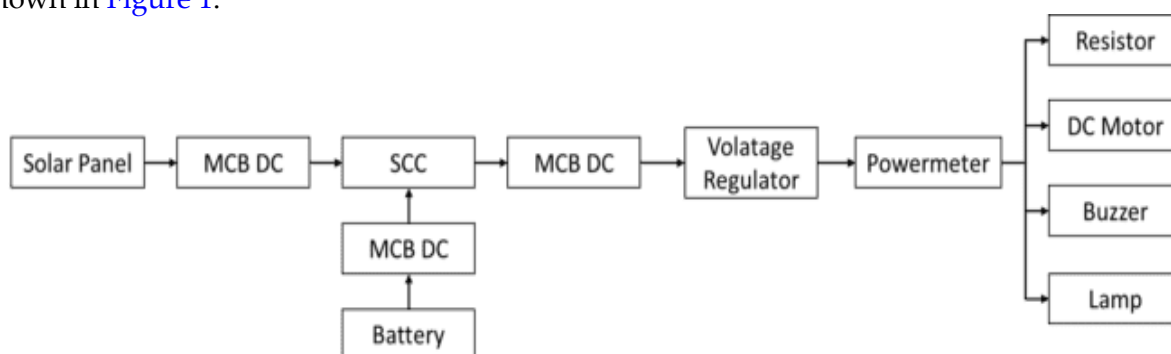 hown in Figure 1.
Solar Panel
MCB DC
SCC
MCB DC
Volatage
Regulator
Powermeter
Resistor
DC Motor
Buzzer
Lamp
MCB DC
Battery